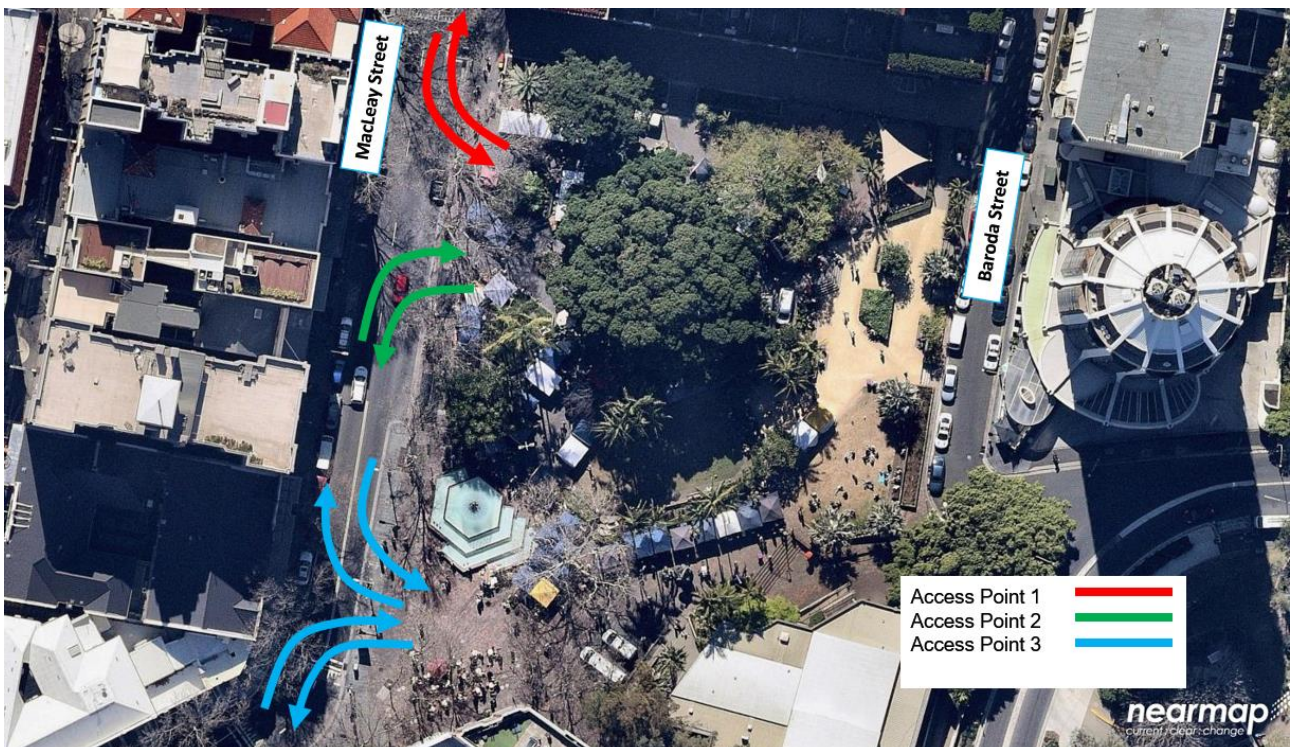 MacLeay Street
Baroda Street
Access Point 1
Access Point 2
Access Point 3
nearmap
current.clear.change